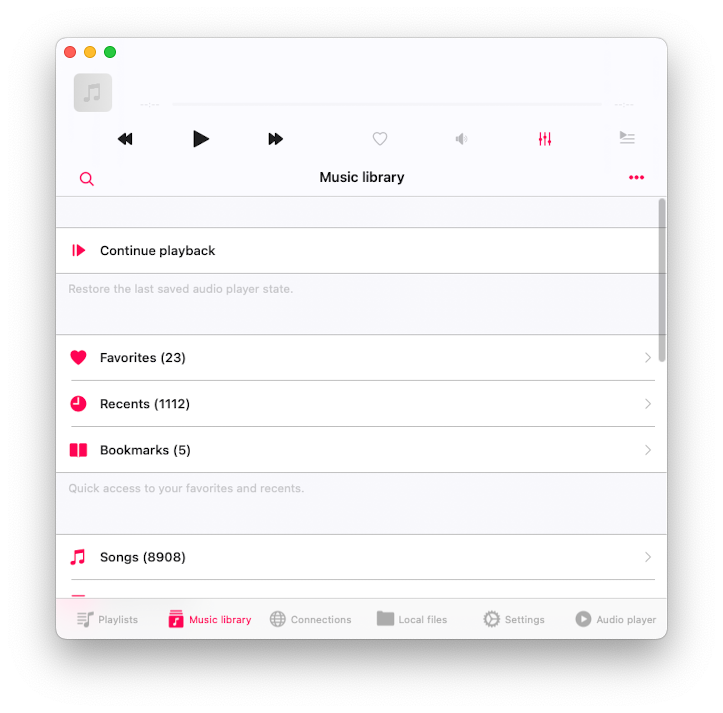 --:--
--:--
Music library
Continue playback
Restore the last saved audio player state.
Favorites (23)
Recents (1112)
Bookmarks (5)
Quick access to your favorites and recents.
Songs (8908)
Playlists
Music library
Connections
Local files
Settings
Audio player